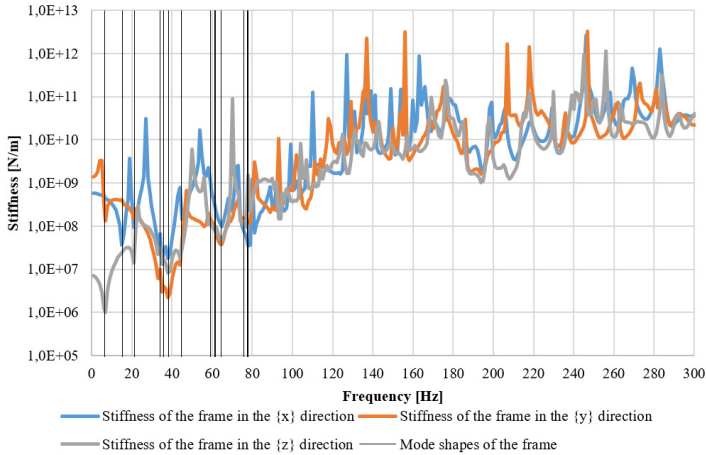 1,0E+13
1,0E+12
1,0E+11
1,0E+10
1,0E+09
1,0E+08
1,0E+07
1,0E+06
1,0E+05
Stiffness [N/m]
0 20 40 60 80 100 120 140 160 180 200 220 240 260 280 300
Frequency [Hz]
Stiffness of the frame in the {x} direction Stiffness of the frame in the {y} direction
Stiffness of the frame in the {z} direction Mode shapes of the frame